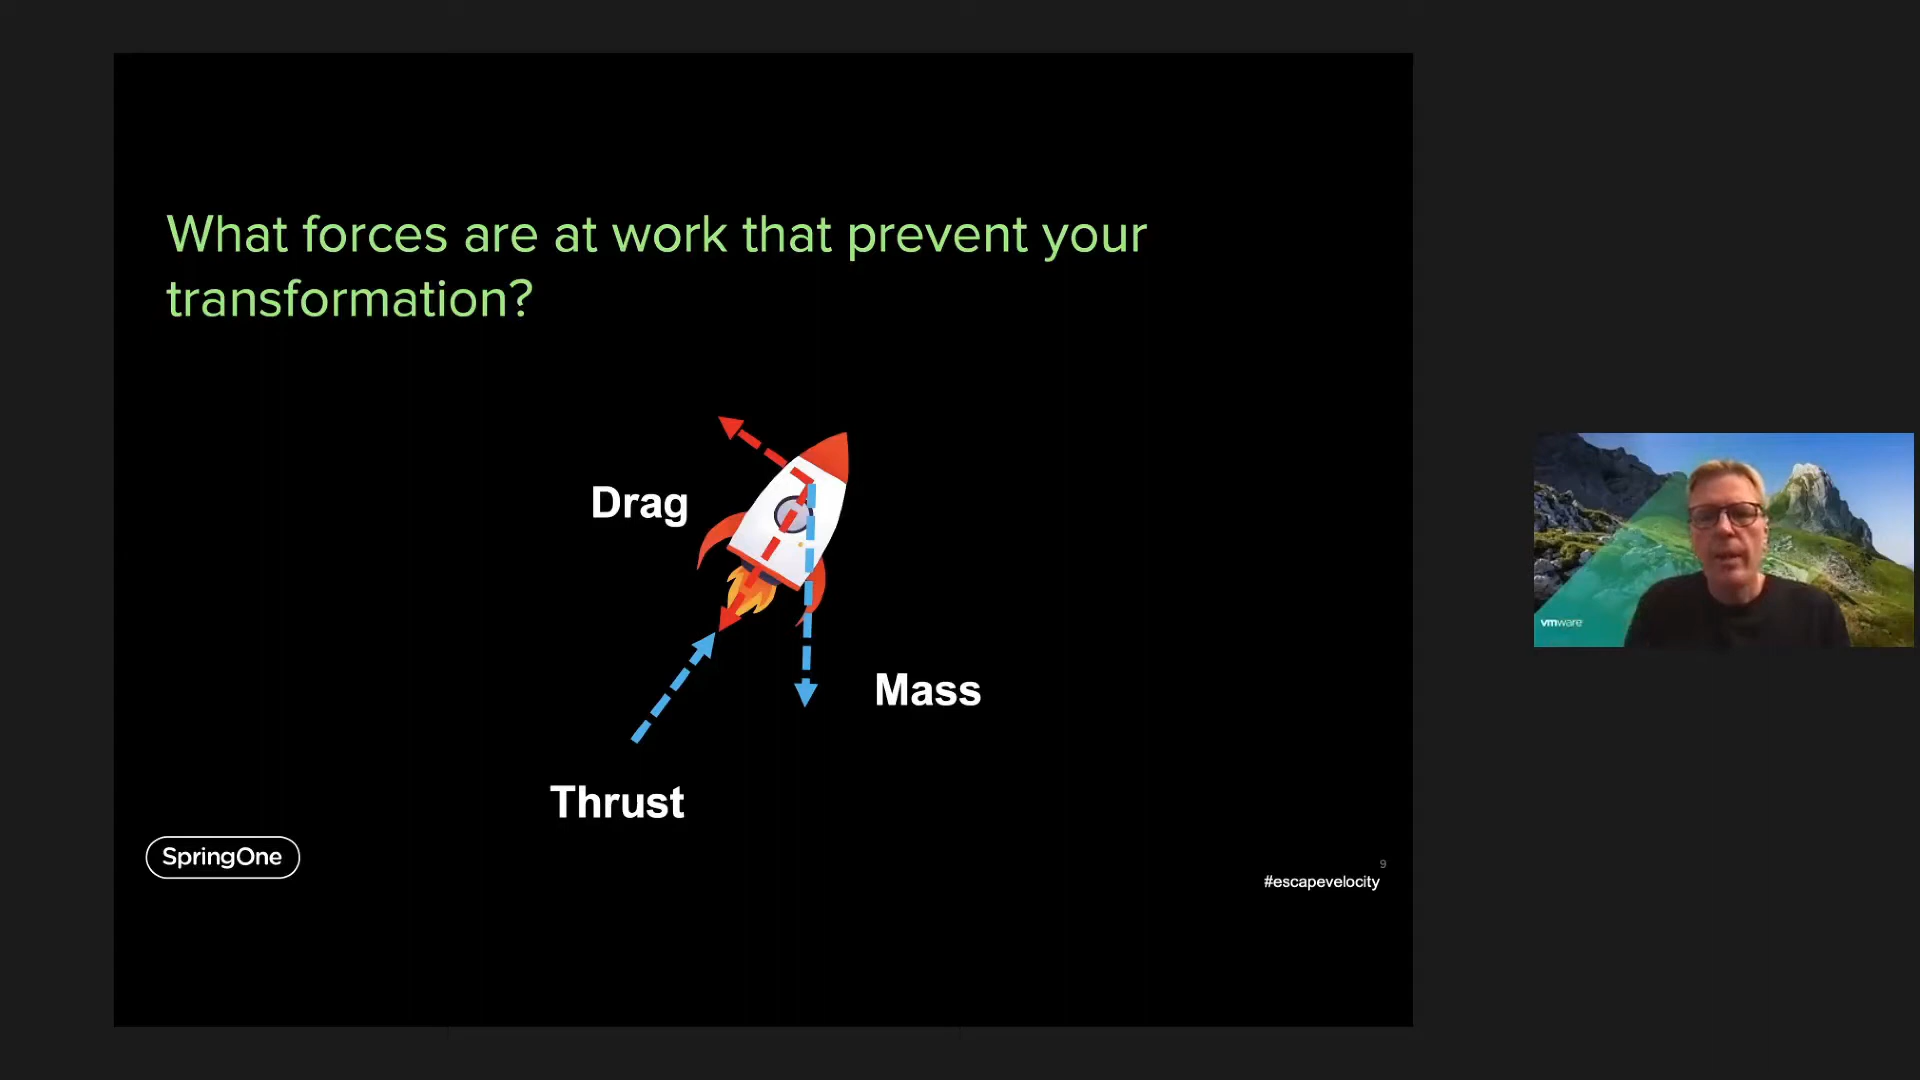 What forces are at work that prevent your
transformation?
Drag
Mass
Thrust
SpringOne
9
#escapevelocity
vmware